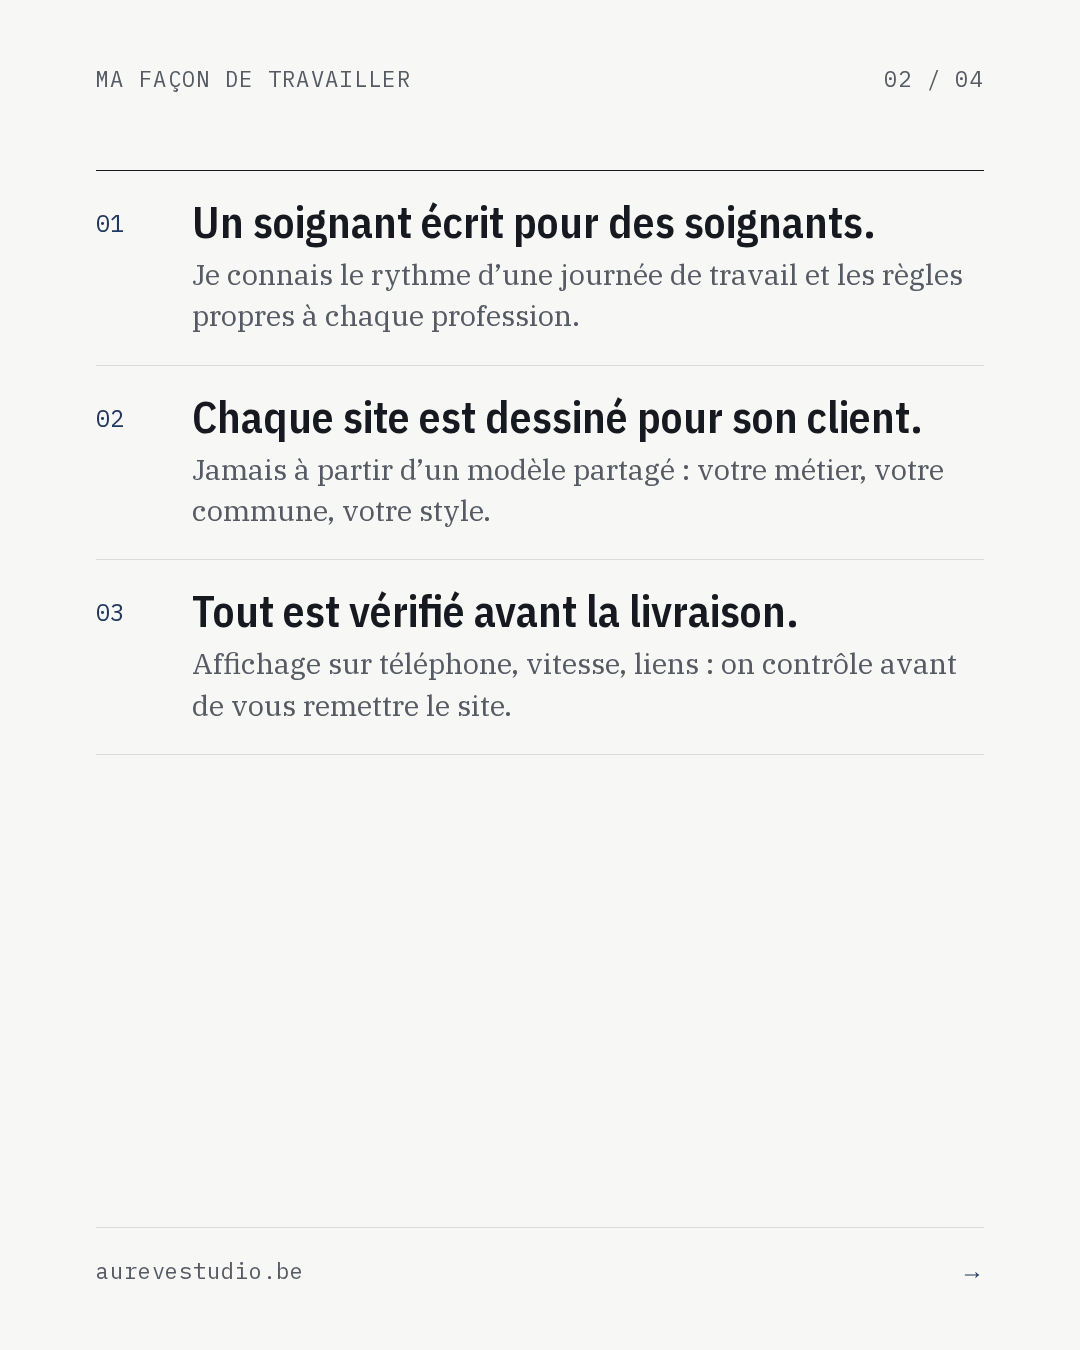 MA FAÇON DE TRAVAILLER
02 / 04
01
Un soignant écrit pour des soignants.
Je connais le rythme d’une journée de travail et les règles
propres à chaque profession.
02
Chaque site est dessiné pour son client.
Jamais à partir d’un modèle partagé : votre métier, votre
commune, votre style.
03
Tout est vérifié avant la livraison.
Affichage sur téléphone, vitesse, liens : on contrôle avant
de vous remettre le site.
aurevestudio.be
→